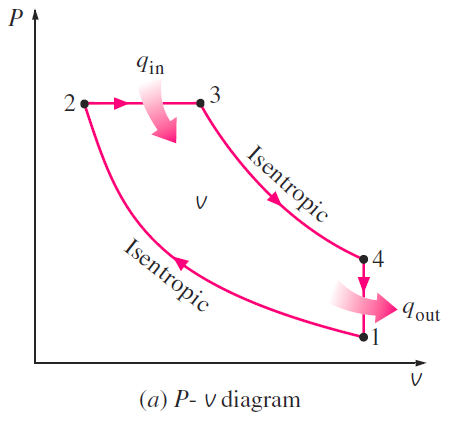 P
q_in
2
3
Isentropic
ν
Isentropic
4
q_out
1
ν
(a) P- ν diagram